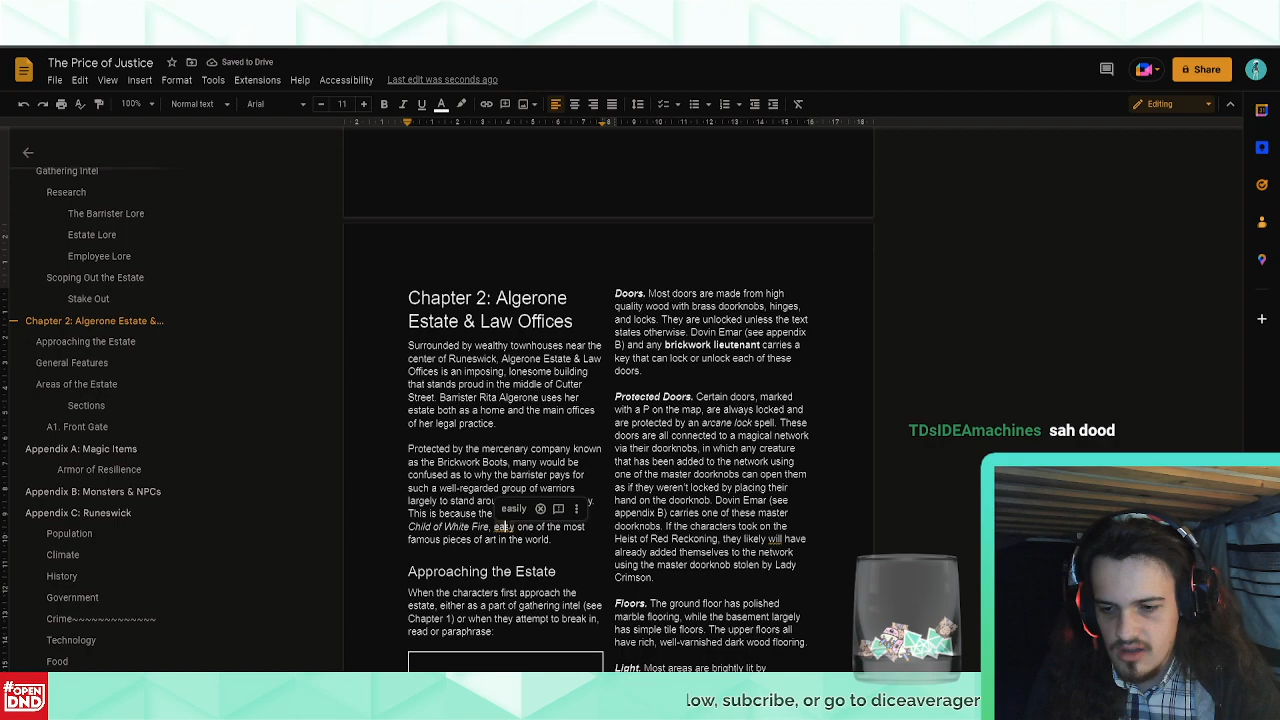 The Price of Justice
Saved to Drive
File Edit View Insert Format Tools Extensions Help Accessibility
Last edit was seconds ago
Share
100%
Normal text
Arial
11
Editing
Gathering Intel
Research
The Barrister Lore
Estate Lore
Employee Lore
Scoping Out the Estate
Stake Out
Chapter 2: Algerone Estate &...
Approaching the Estate
General Features
Areas of the Estate
Sections
A1. Front Gate
Appendix A: Magic Items
Armor of Resilience
Appendix B: Monsters & NPCs
Appendix C: Runeswick
Population
Climate
History
Government
Crime~~~~~~~~~~~~~
Technology
Food
Chapter 2: Algerone
Estate & Law Offices
Surrounded by wealthy townhouses near the
center of Runeswick, Algerone Estate & Law
Offices is an imposing, lonesome building
that stands proud in the middle of Cutter
Street. Barrister Rita Algerone uses her
estate both as a home and the main offices
of her legal practice.
Protected by the mercenary company known
as the Brickwork Boots, many would be
confused as to why the barrister pays for
such a well-regarded group of warriors
largely to stand
This is because the
easily
Child of White Fire, easy one of the most
famous pieces of art in the world.
Approaching the Estate
When the characters first approach the
estate, either as a part of gathering intel (see
Chapter 1) or when they attempt to break in,
read or paraphrase:
Doors. Most doors are made from high
quality wood with brass doorknobs, hinges,
and locks. They are unlocked unless the text
states otherwise. Dovin Emar (see appendix
B) and any brickwork lieutenant carries a
key that can lock or unlock each of these
doors.
Protected Doors. Certain doors, marked
with a P on the map, are always locked and
are protected by an arcane lock spell. These
doors are all connected to a magical network
via their doorknobs, in which any creature
that has been added to the network using
one of the master doorknobs can open them
as if they weren't locked by placing their
hand on the doorknob. Dovin Emar (see
appendix B) carries one of these master
doorknobs. If the characters took on the
Heist of Red Reckoning, they likely will have
already added themselves to the network
using the master doorknob stolen by Lady
Crimson.
Floors. The ground floor has polished
marble flooring, while the basement largely
has simple tile floors. The upper floors all
have rich, well-varnished dark wood flooring.
Light. Most areas are brightly lit by
TDsIDEAmachines sah dood
#OPEN
DND
low, subcribe, or go to diceaverager